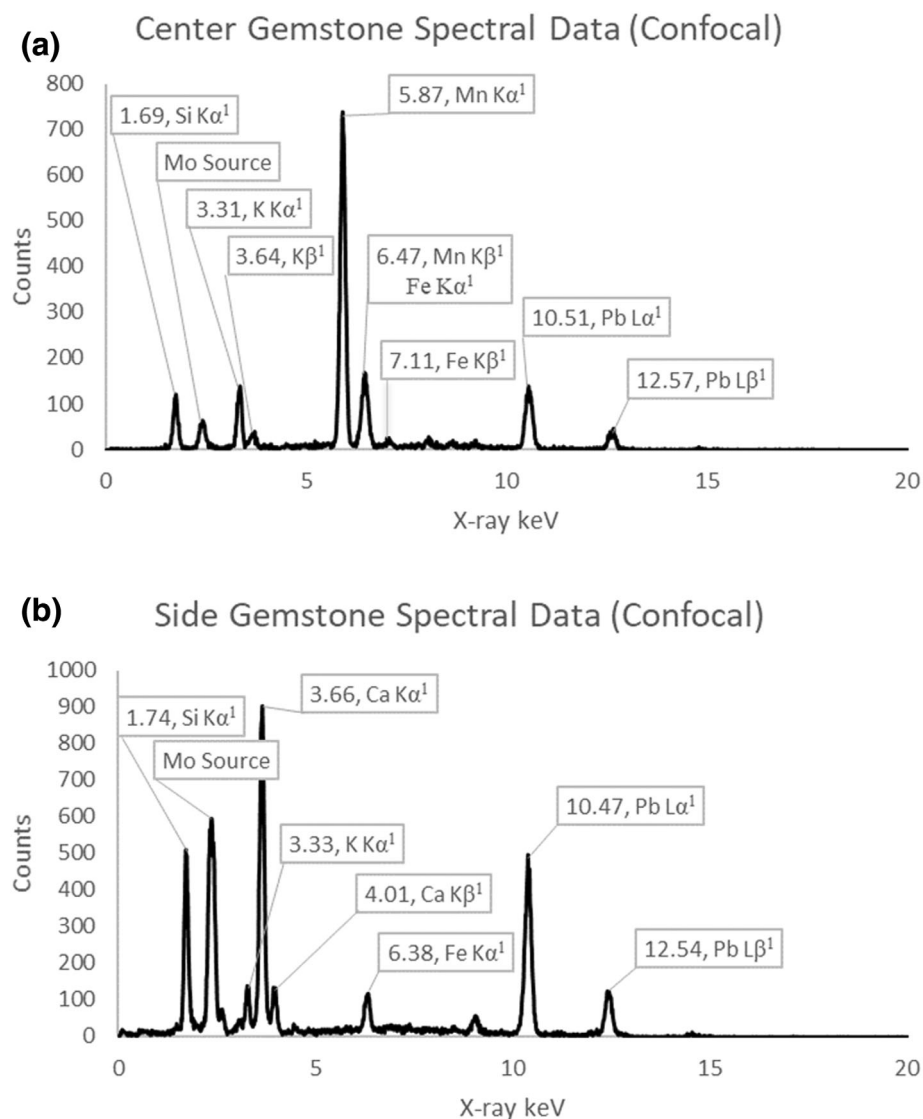 (a)
Center Gemstone Spectral Data (Confocal)
800
700
600
500
400
300
200
100
0
Counts
1.69, Si Kα¹
Mo Source
3.31, K Kα¹
3.64, Kβ¹
5.87, Mn Kα¹
6.47, Mn Kβ¹
Fe Kα¹
7.11, Fe Kβ¹
10.51, Pb Lα¹
12.57, Pb Lβ¹
0 5 10 15 20
X-ray keV
(b)
Side Gemstone Spectral Data (Confocal)
1000
900
800
700
600
500
400
300
200
100
0
Counts
1.74, Si Kα¹
Mo Source
3.66, Ca Kα¹
3.33, K Kα¹
4.01, Ca Kβ¹
6.38, Fe Kα¹
10.47, Pb Lα¹
12.54, Pb Lβ¹
0 5 10 15 20
X-ray keV